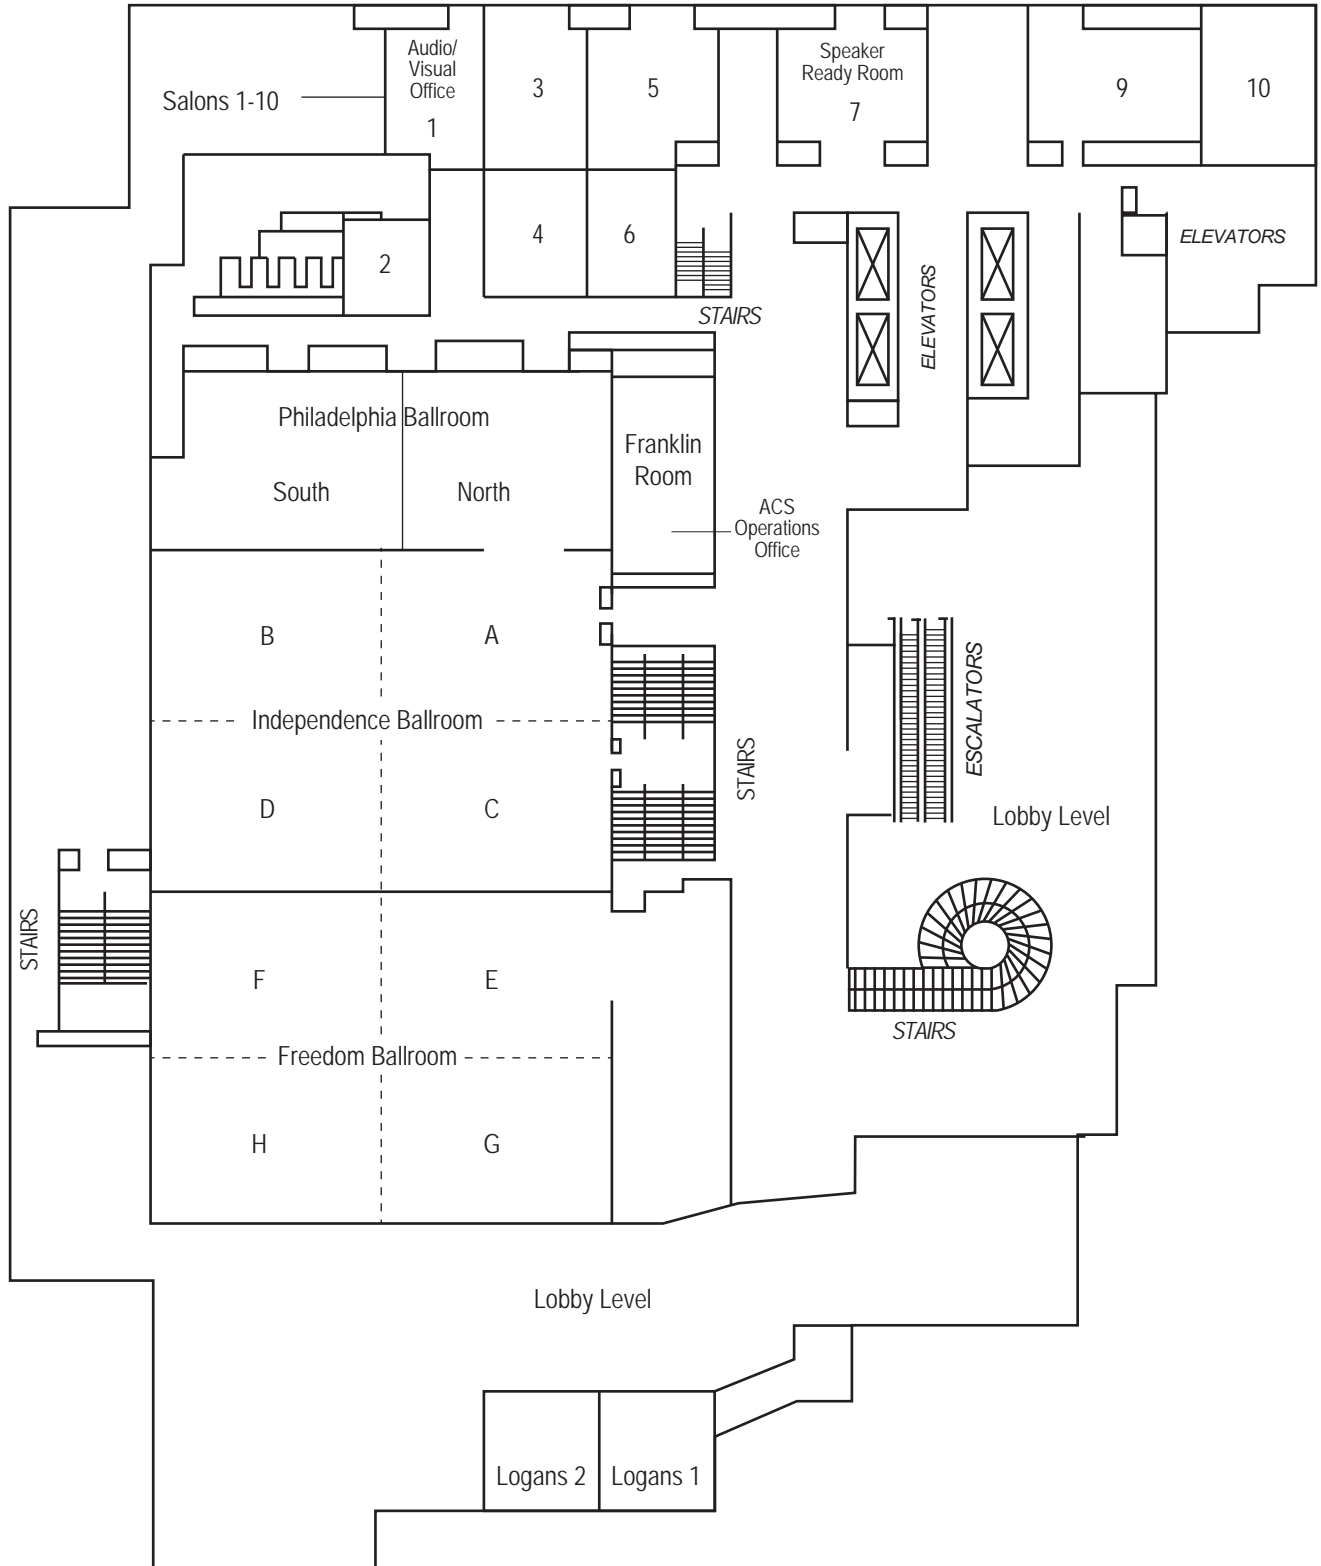 Audio/
Visual
Office
1
Salons 1-10
3
5
Speaker
Ready Room
7
9
10
2
4
6
STAIRS
ELEVATORS
ELEVATORS
Philadelphia Ballroom
South
North
Franklin
Room
ACS
Operations
Office
B
A
Independence Ballroom
D
C
STAIRS
ESCALATORS
Lobby Level
STAIRS
F
E
STAIRS
Freedom Ballroom
H
G
Lobby Level
Logans 2
Logans 1